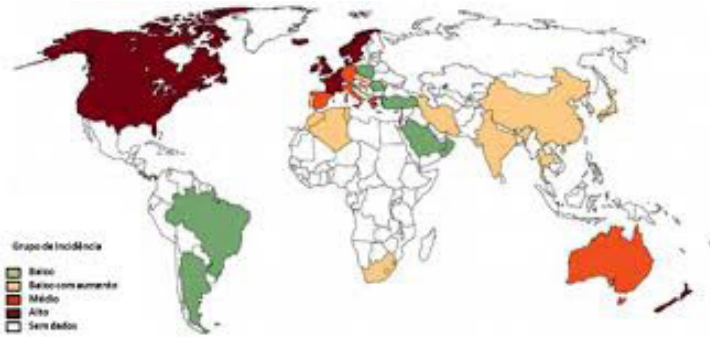 Grupo de Incidência
Baixo
Baixo com aumento
Médio
Alto
Sem dados